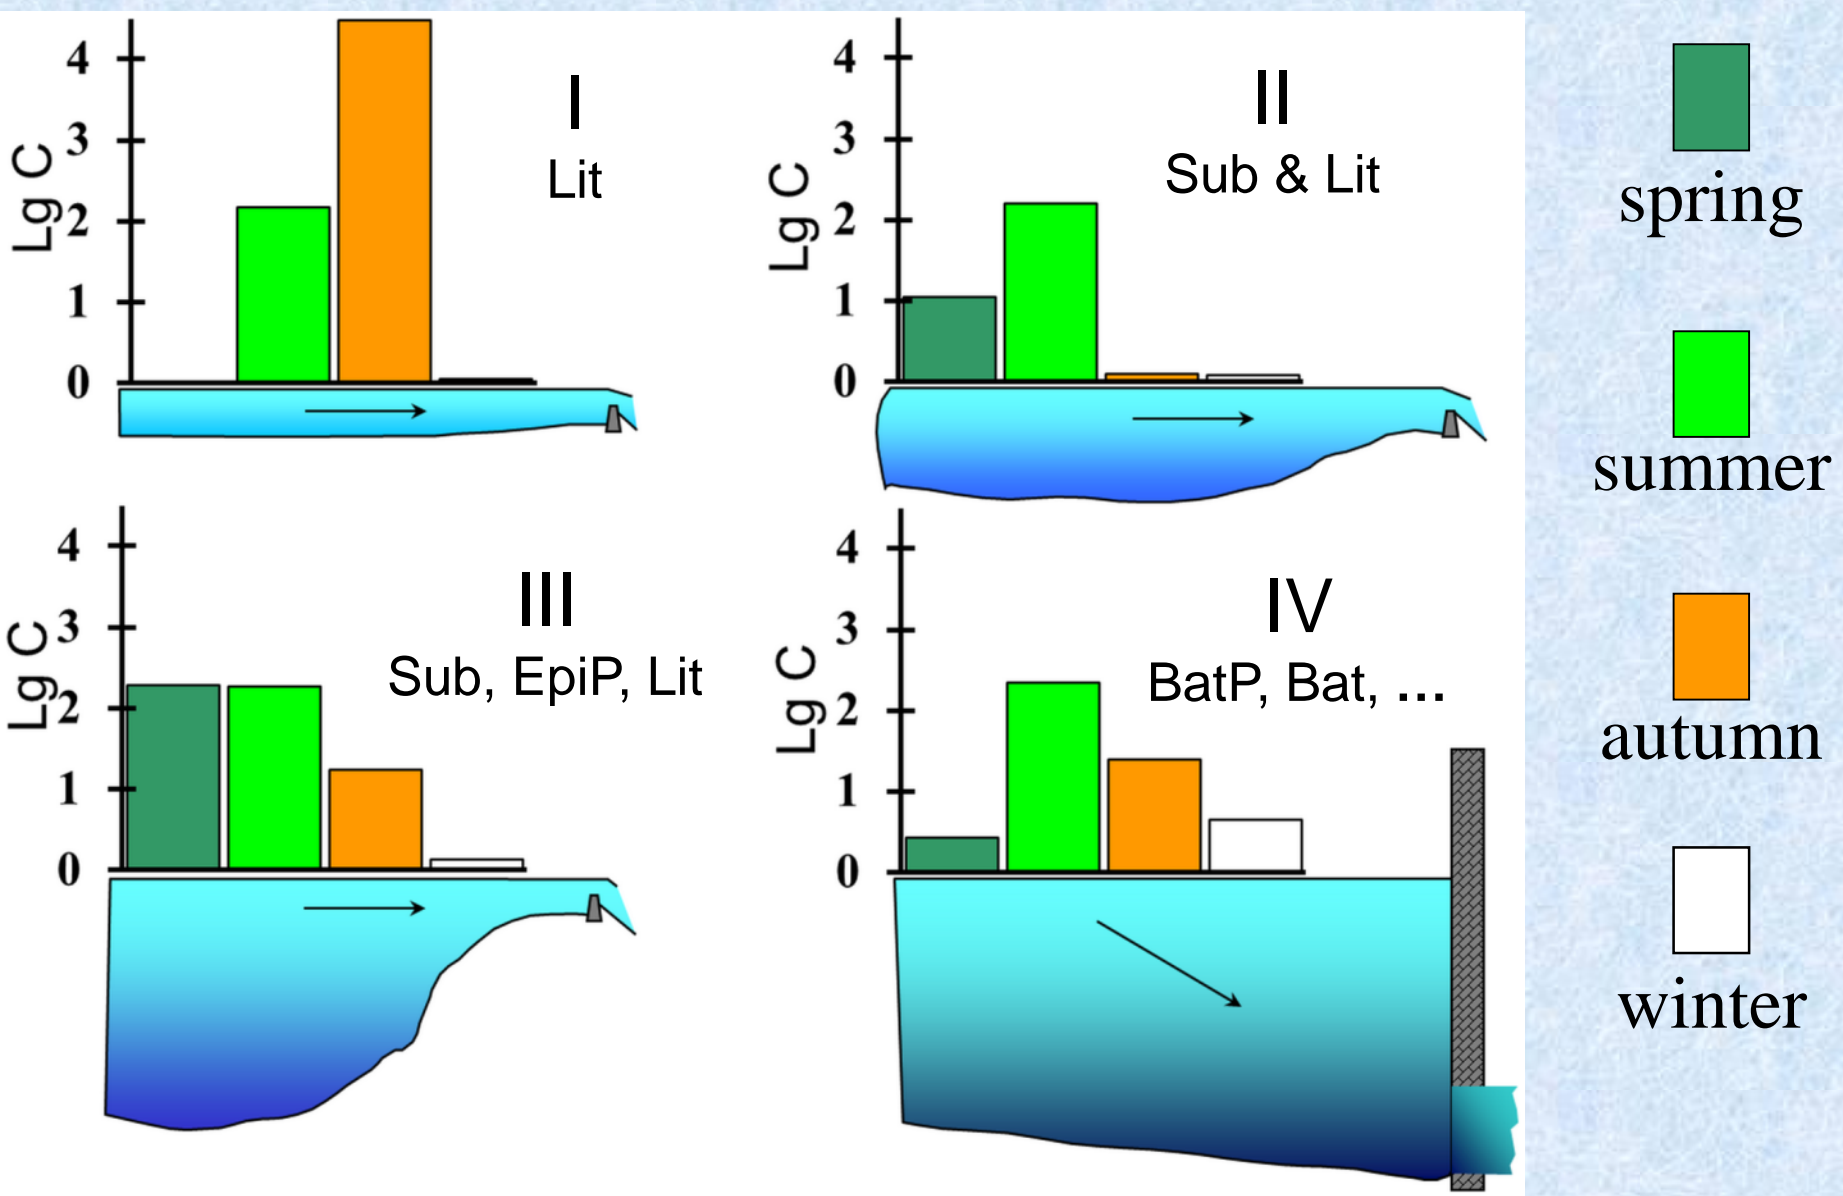 4
3
2
1
0
Lg C
I
Lit
4
3
2
1
0
Lg C
II
Sub & Lit
4
3
2
1
0
Lg C
III
Sub, EpiP, Lit
4
3
2
1
0
Lg C
IV
BatP, Bat, ...
spring
summer
autumn
winter